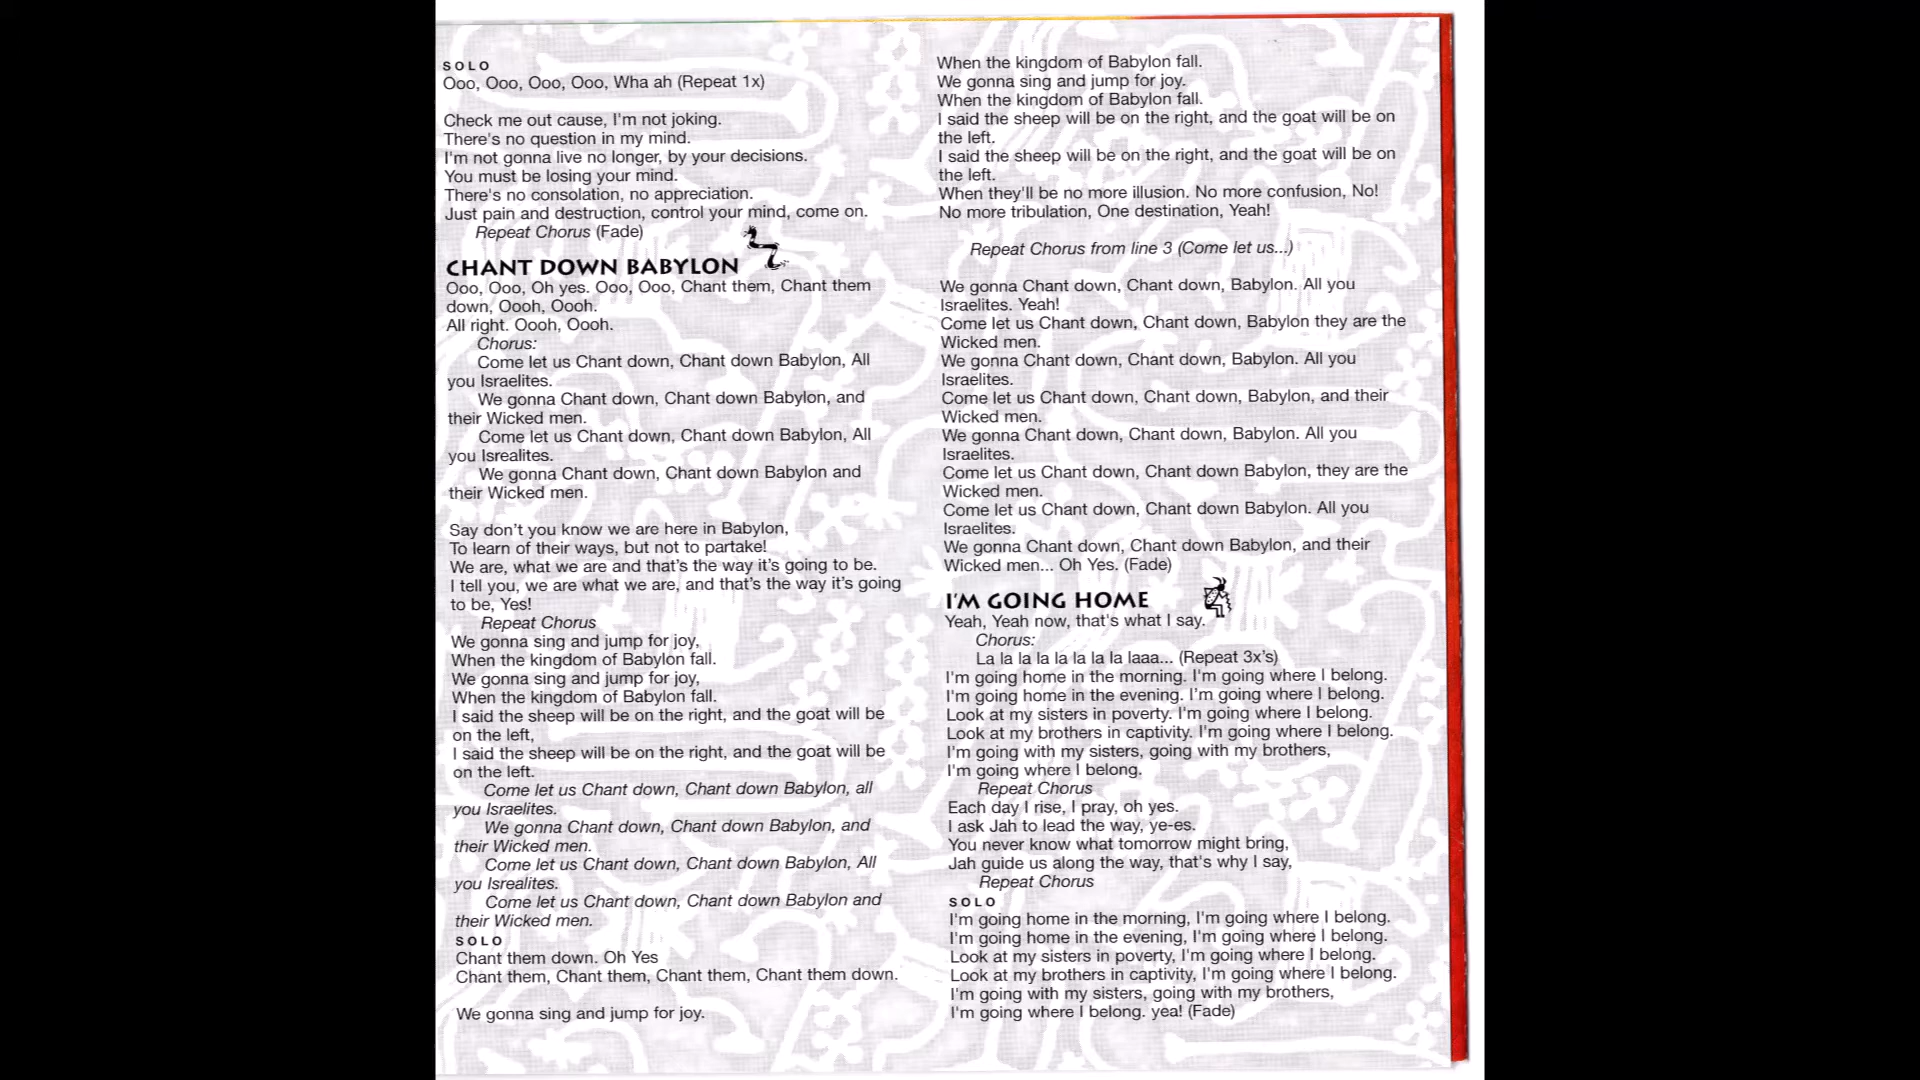 SOLO
Ooo, Ooo, Ooo, Ooo, Wha ah (Repeat 1x)
Check me out cause, I'm not joking.
There's no question in my mind.
I'm not gonna live no longer, by your decisions.
You must be losing your mind.
There's no consolation, no appreciation.
Just pain and destruction, control your mind, come on.
Repeat Chorus (Fade)
CHANT DOWN BABYLON
Ooo, Ooo, Oh yes. Ooo, Ooo, Chant them, Chant them
down, Oooh, Oooh.
All right. Oooh, Oooh.
Chorus:
Come let us Chant down, Chant down Babylon, All
you Israelites.
We gonna Chant down, Chant down Babylon, and
their Wicked men.
Come let us Chant down, Chant down Babylon, All
you Isrealites.
We gonna Chant down, Chant down Babylon and
their Wicked men.
Say don't you know we are here in Babylon,
To learn of their ways, but not to partake!
We are, what we are and that's the way it's going to be.
I tell you, we are what we are, and that's the way it's going
to be, Yes!
Repeat Chorus
We gonna sing and jump for joy,
When the kingdom of Babylon fall.
We gonna sing and jump for joy,
When the kingdom of Babylon fall.
I said the sheep will be on the right, and the goat will be
on the left,
I said the sheep will be on the right, and the goat will be
on the left.
Come let us Chant down, Chant down Babylon, all
you Israelites.
We gonna Chant down, Chant down Babylon, and
their Wicked men.
Come let us Chant down, Chant down Babylon, All
you Isrealites.
Come let us Chant down, Chant down Babylon and
their Wicked men.
SOLO
Chant them down. Oh Yes
Chant them, Chant them, Chant them, Chant them down.
We gonna sing and jump for joy.
When the kingdom of Babylon fall.
We gonna sing and jump for joy.
When the kingdom of Babylon fall.
I said the sheep will be on the right, and the goat will be on
the left.
I said the sheep will be on the right, and the goat will be on
the left.
When they'll be no more illusion. No more confusion, No!
No more tribulation, One destination, Yeah!
Repeat Chorus from line 3 (Come let us...)
We gonna Chant down, Chant down, Babylon. All you
Israelites. Yeah!
Come let us Chant down, Chant down, Babylon they are the
Wicked men.
We gonna Chant down, Chant down, Babylon. All you
Israelites.
Come let us Chant down, Chant down, Babylon, and their
Wicked men.
We gonna Chant down, Chant down, Babylon. All you
Israelites.
Come let us Chant down, Chant down Babylon, they are the
Wicked men.
Come let us Chant down, Chant down Babylon. All you
Israelites.
We gonna Chant down, Chant down Babylon, and their
Wicked men... Oh Yes. (Fade)
I'M GOING HOME
Yeah, Yeah now, that's what I say.
Chorus:
La la la la la la la la laaa... (Repeat 3x's)
I'm going home in the morning. I'm going where I belong.
I'm going home in the evening. I'm going where I belong.
Look at my sisters in poverty. I'm going where I belong.
Look at my brothers in captivity. I'm going where I belong.
I'm going with my sisters, going with my brothers,
I'm going where I belong.
Repeat Chorus
Each day I rise, I pray, oh yes.
I ask Jah to lead the way, ye-es.
You never know what tomorrow might bring,
Jah guide us along the way, that's why I say,
Repeat Chorus
SOLO
I'm going home in the morning, I'm going where I belong.
I'm going home in the evening, I'm going where I belong.
Look at my sisters in poverty, I'm going where I belong.
Look at my brothers in captivity, I'm going where I belong.
I'm going with my sisters, going with my brothers,
I'm going where I belong. yea! (Fade)